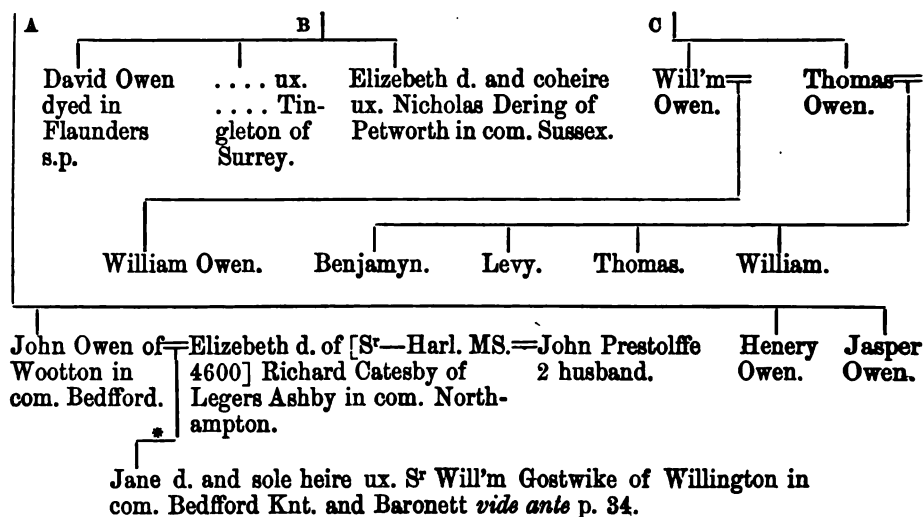 A B C
David Owen dyed in Flaunders s.p.
.... ux. .... Tingleton of Surrey.
Elizebeth d. and coheire ux. Nicholas Dering of Petworth in com. Sussex.
Will'm Owen.
Thomas Owen.
William Owen. Benjamyn. Levy. Thomas. William.
John Owen of Wootton in com. Bedfford.
Elizebeth d. of [Sr—Harl. MS. 4600] Richard Catesby of Legers Ashby in com. Northampton.
John Prestolffe 2 husband.
Henery Owen.
Jasper Owen.
*
Jane d. and sole heire ux. Sr Will'm Gostwike of Willington in
com. Bedfford Knt. and Baronett vide ante p. 34.